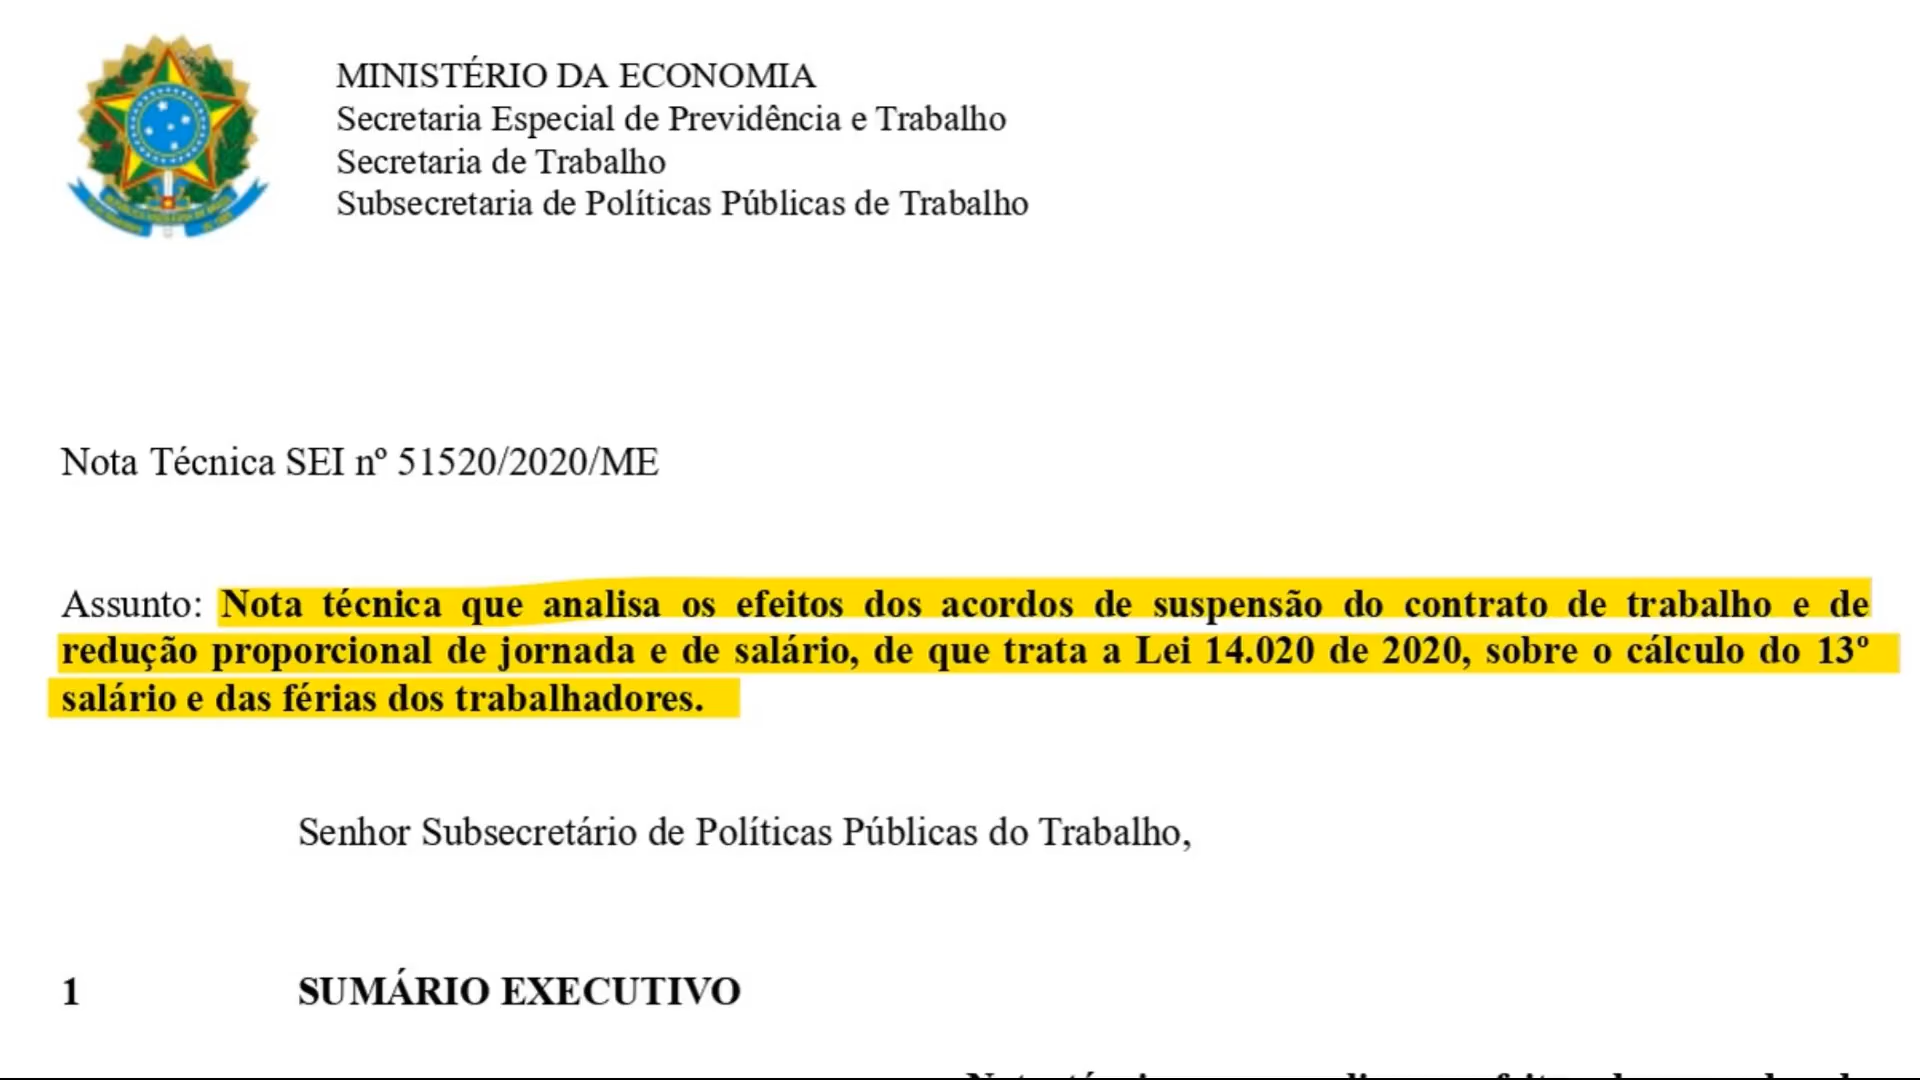 MINISTÉRIO DA ECONOMIA
Secretaria Especial de Previdência e Trabalho
Secretaria de Trabalho
Subsecretaria de Políticas Públicas de Trabalho
Nota Técnica SEI nº 51520/2020/ME
Assunto: Nota técnica que analisa os efeitos dos acordos de suspensão do contrato de trabalho e de
redução proporcional de jornada e de salário, de que trata a Lei 14.020 de 2020, sobre o cálculo do 13º
salário e das férias dos trabalhadores.
Senhor Subsecretário de Políticas Públicas do Trabalho,
1 SUMÁRIO EXECUTIVO